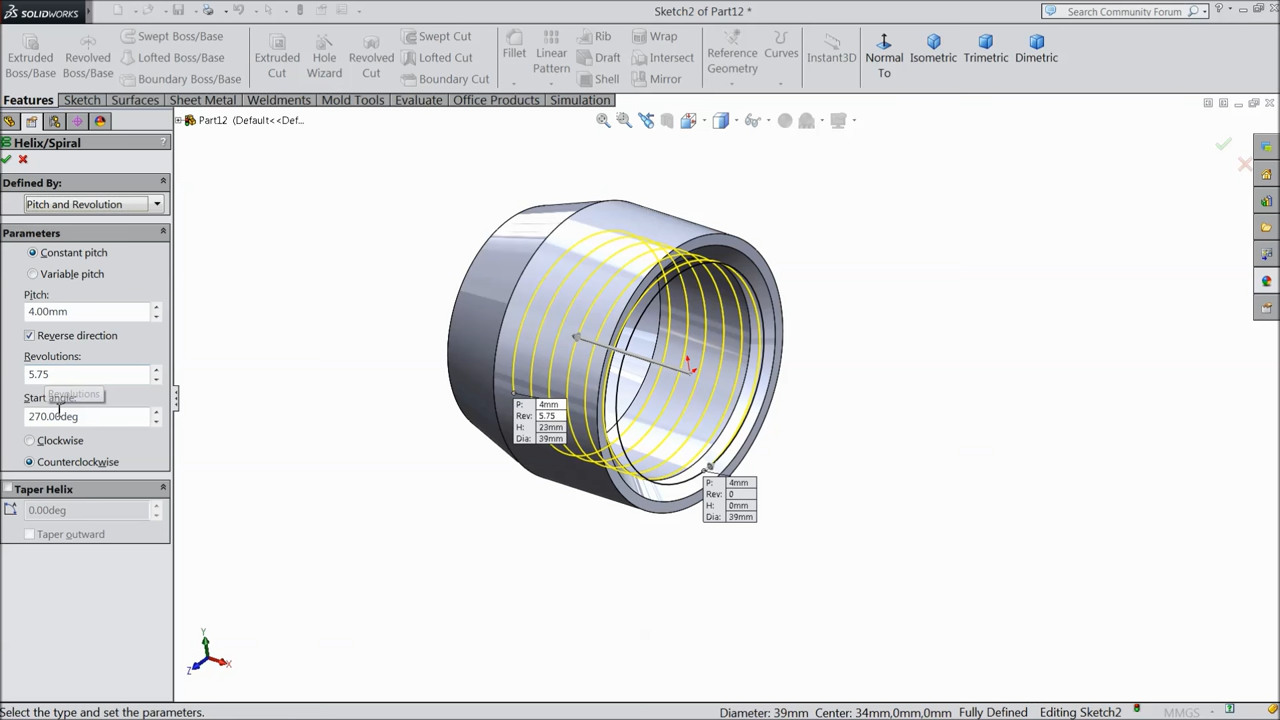 SOLIDWORKS
Sketch2 of Part12 *
Search Community Forum
Extruded Boss/Base
Revolved Boss/Base
Swept Boss/Base
Lofted Boss/Base
Boundary Boss/Base
Extruded Cut
Hole Wizard
Revolved Cut
Swept Cut
Lofted Cut
Boundary Cut
Fillet
Linear Pattern
Rib
Draft
Shell
Wrap
Intersect
Mirror
Reference Geometry
Curves
Instant3D
Normal To
Isometric
Trimetric
Dimetric
Features
Sketch
Surfaces
Sheet Metal
Weldments
Mold Tools
Evaluate
Office Products
Simulation
Part12 (Default<<Def...
Helix/Spiral
?
Defined By:
Pitch and Revolution
Parameters
Constant pitch
Variable pitch
Pitch:
4.00mm
Reverse direction
Revolutions:
5.75
Revolutions
Start angle:
270.00deg
Clockwise
Counterclockwise
Taper Helix
0.00deg
Taper outward
P: 4mm
Rev: 5.75
H: 23mm
Dia: 39mm
P: 4mm
Rev: 0
H: 0mm
Dia: 39mm
Y
Z
X
Select the type and set the parameters.
Diameter: 39mm Center: 34mm,0mm,0mm
Fully Defined
Editing Sketch2
MMGS